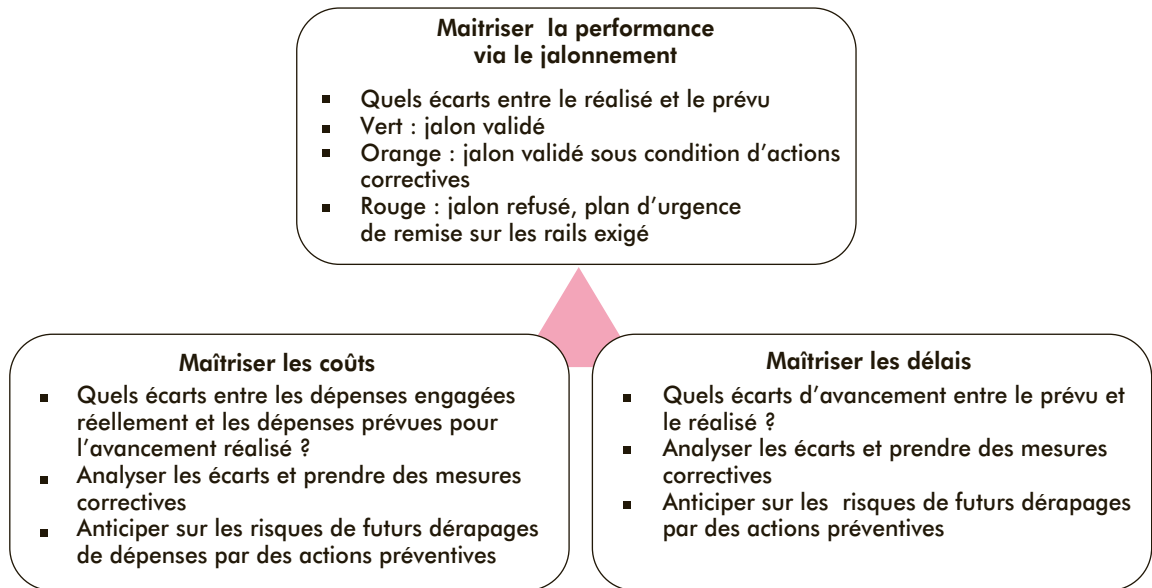 Maitriser la performance
via le jalonnement
▪ Quels écarts entre le réalisé et le prévu
▪ Vert : jalon validé
▪ Orange : jalon validé sous condition d’actions
correctives
▪ Rouge : jalon refusé, plan d’urgence
de remise sur les rails exigé
Maîtriser les coûts
▪ Quels écarts entre les dépenses engagées
réellement et les dépenses prévues pour
l’avancement réalisé ?
▪ Analyser les écarts et prendre des mesures
correctives
▪ Anticiper sur les risques de futurs dérapages
de dépenses par des actions préventives
Maîtriser les délais
▪ Quels écarts d’avancement entre le prévu et
le réalisé ?
▪ Analyser les écarts et prendre des mesures
correctives
▪ Anticiper sur les risques de futurs dérapages
par des actions préventives